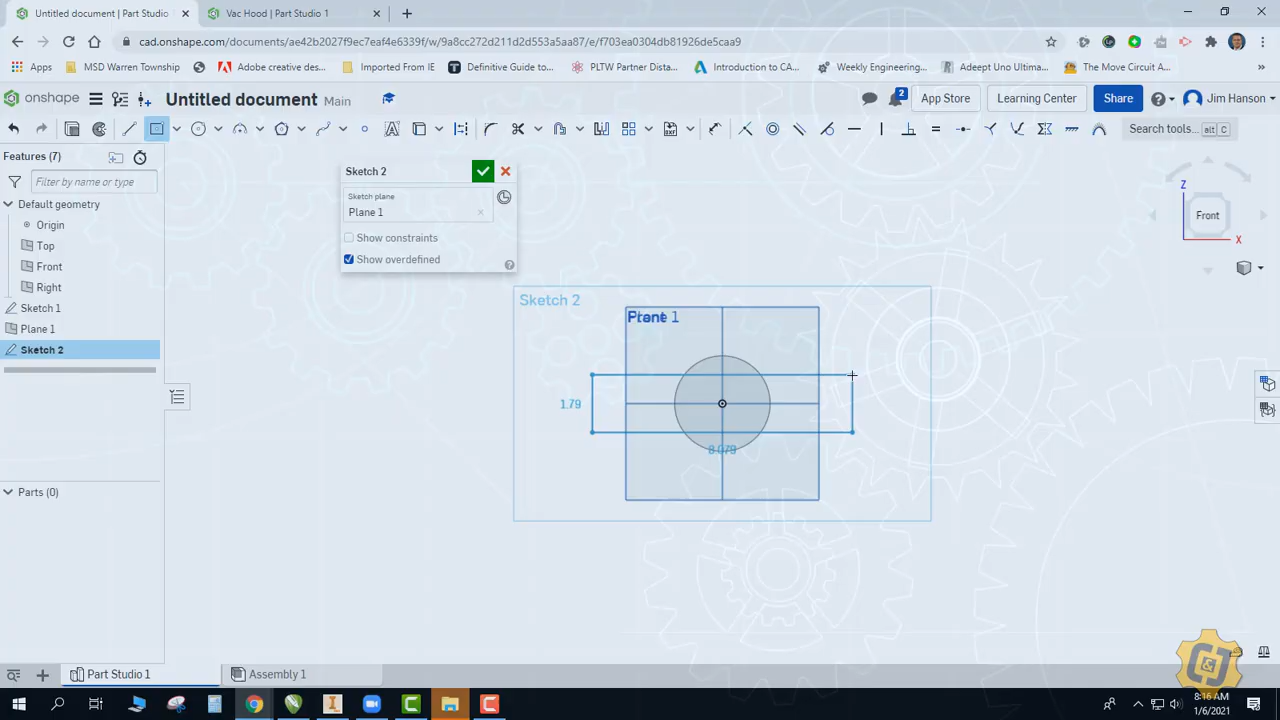 Untitled document | Part Studio 1
Vac Hood | Part Studio 1
cad.onshape.com/documents/ae42b2027f9ec7eaf4e6339f/w/9a8cc272d211d2d553a5aa87/e/f703ea0304db81926de5caa9
Apps
MSD Warren Township
Adobe creative des...
Imported From IE
Definitive Guide to...
PLTW Partner Dista...
Introduction to CA...
Weekly Engineering...
Adeept Uno Ultima...
The Move Circuit A...
onshape
Untitled document Main
2
App Store
Learning Center
Share
Jim Hanson
Search tools... alt C
Features (7)
Filter by name or type
Default geometry
Origin
Top
Front
Right
Sketch 1
Plane 1
Sketch 2
Parts (0)
Sketch 2
Sketch plane
Plane 1
Show constraints
Show overdefined
Z
Front
X
Sketch 2
1.79
Part Studio 1
Assembly 1
8:16 AM
1/6/2021